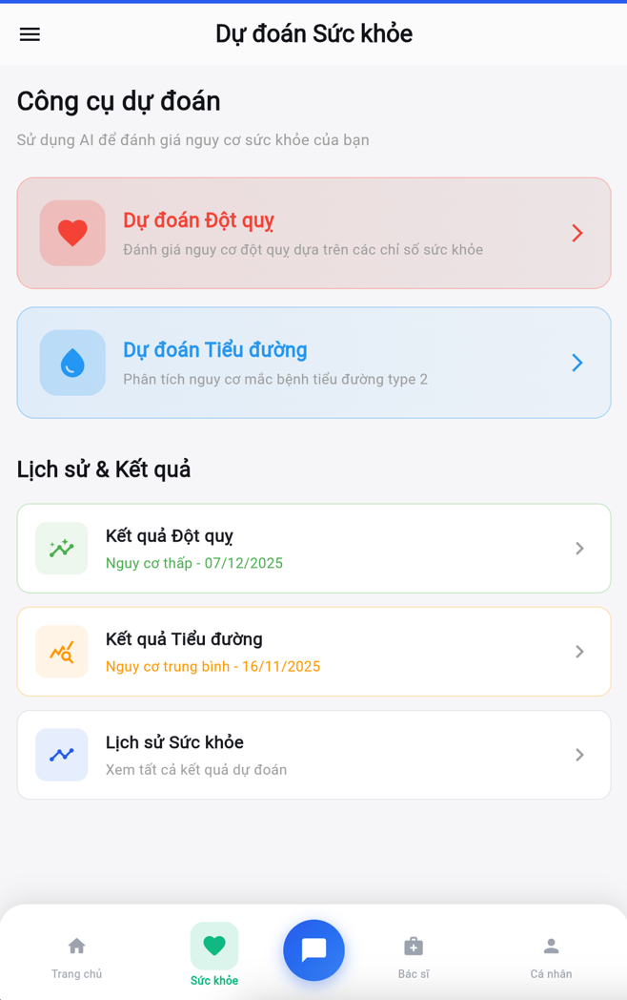 Dự đoán Sức khỏe
Công cụ dự đoán
Sử dụng AI để đánh giá nguy cơ sức khỏe của bạn
Dự đoán Đột quỵ
Đánh giá nguy cơ đột quỵ dựa trên các chỉ số sức khỏe
Dự đoán Tiểu đường
Phân tích nguy cơ mắc bệnh tiểu đường type 2
Lịch sử & Kết quả
Kết quả Đột quỵ
Nguy cơ thấp - 07/12/2025
Kết quả Tiểu đường
Nguy cơ trung bình - 16/11/2025
Lịch sử Sức khỏe
Xem tất cả kết quả dự đoán
Trang chủ
Sức khỏe
Bác sĩ
Cá nhân